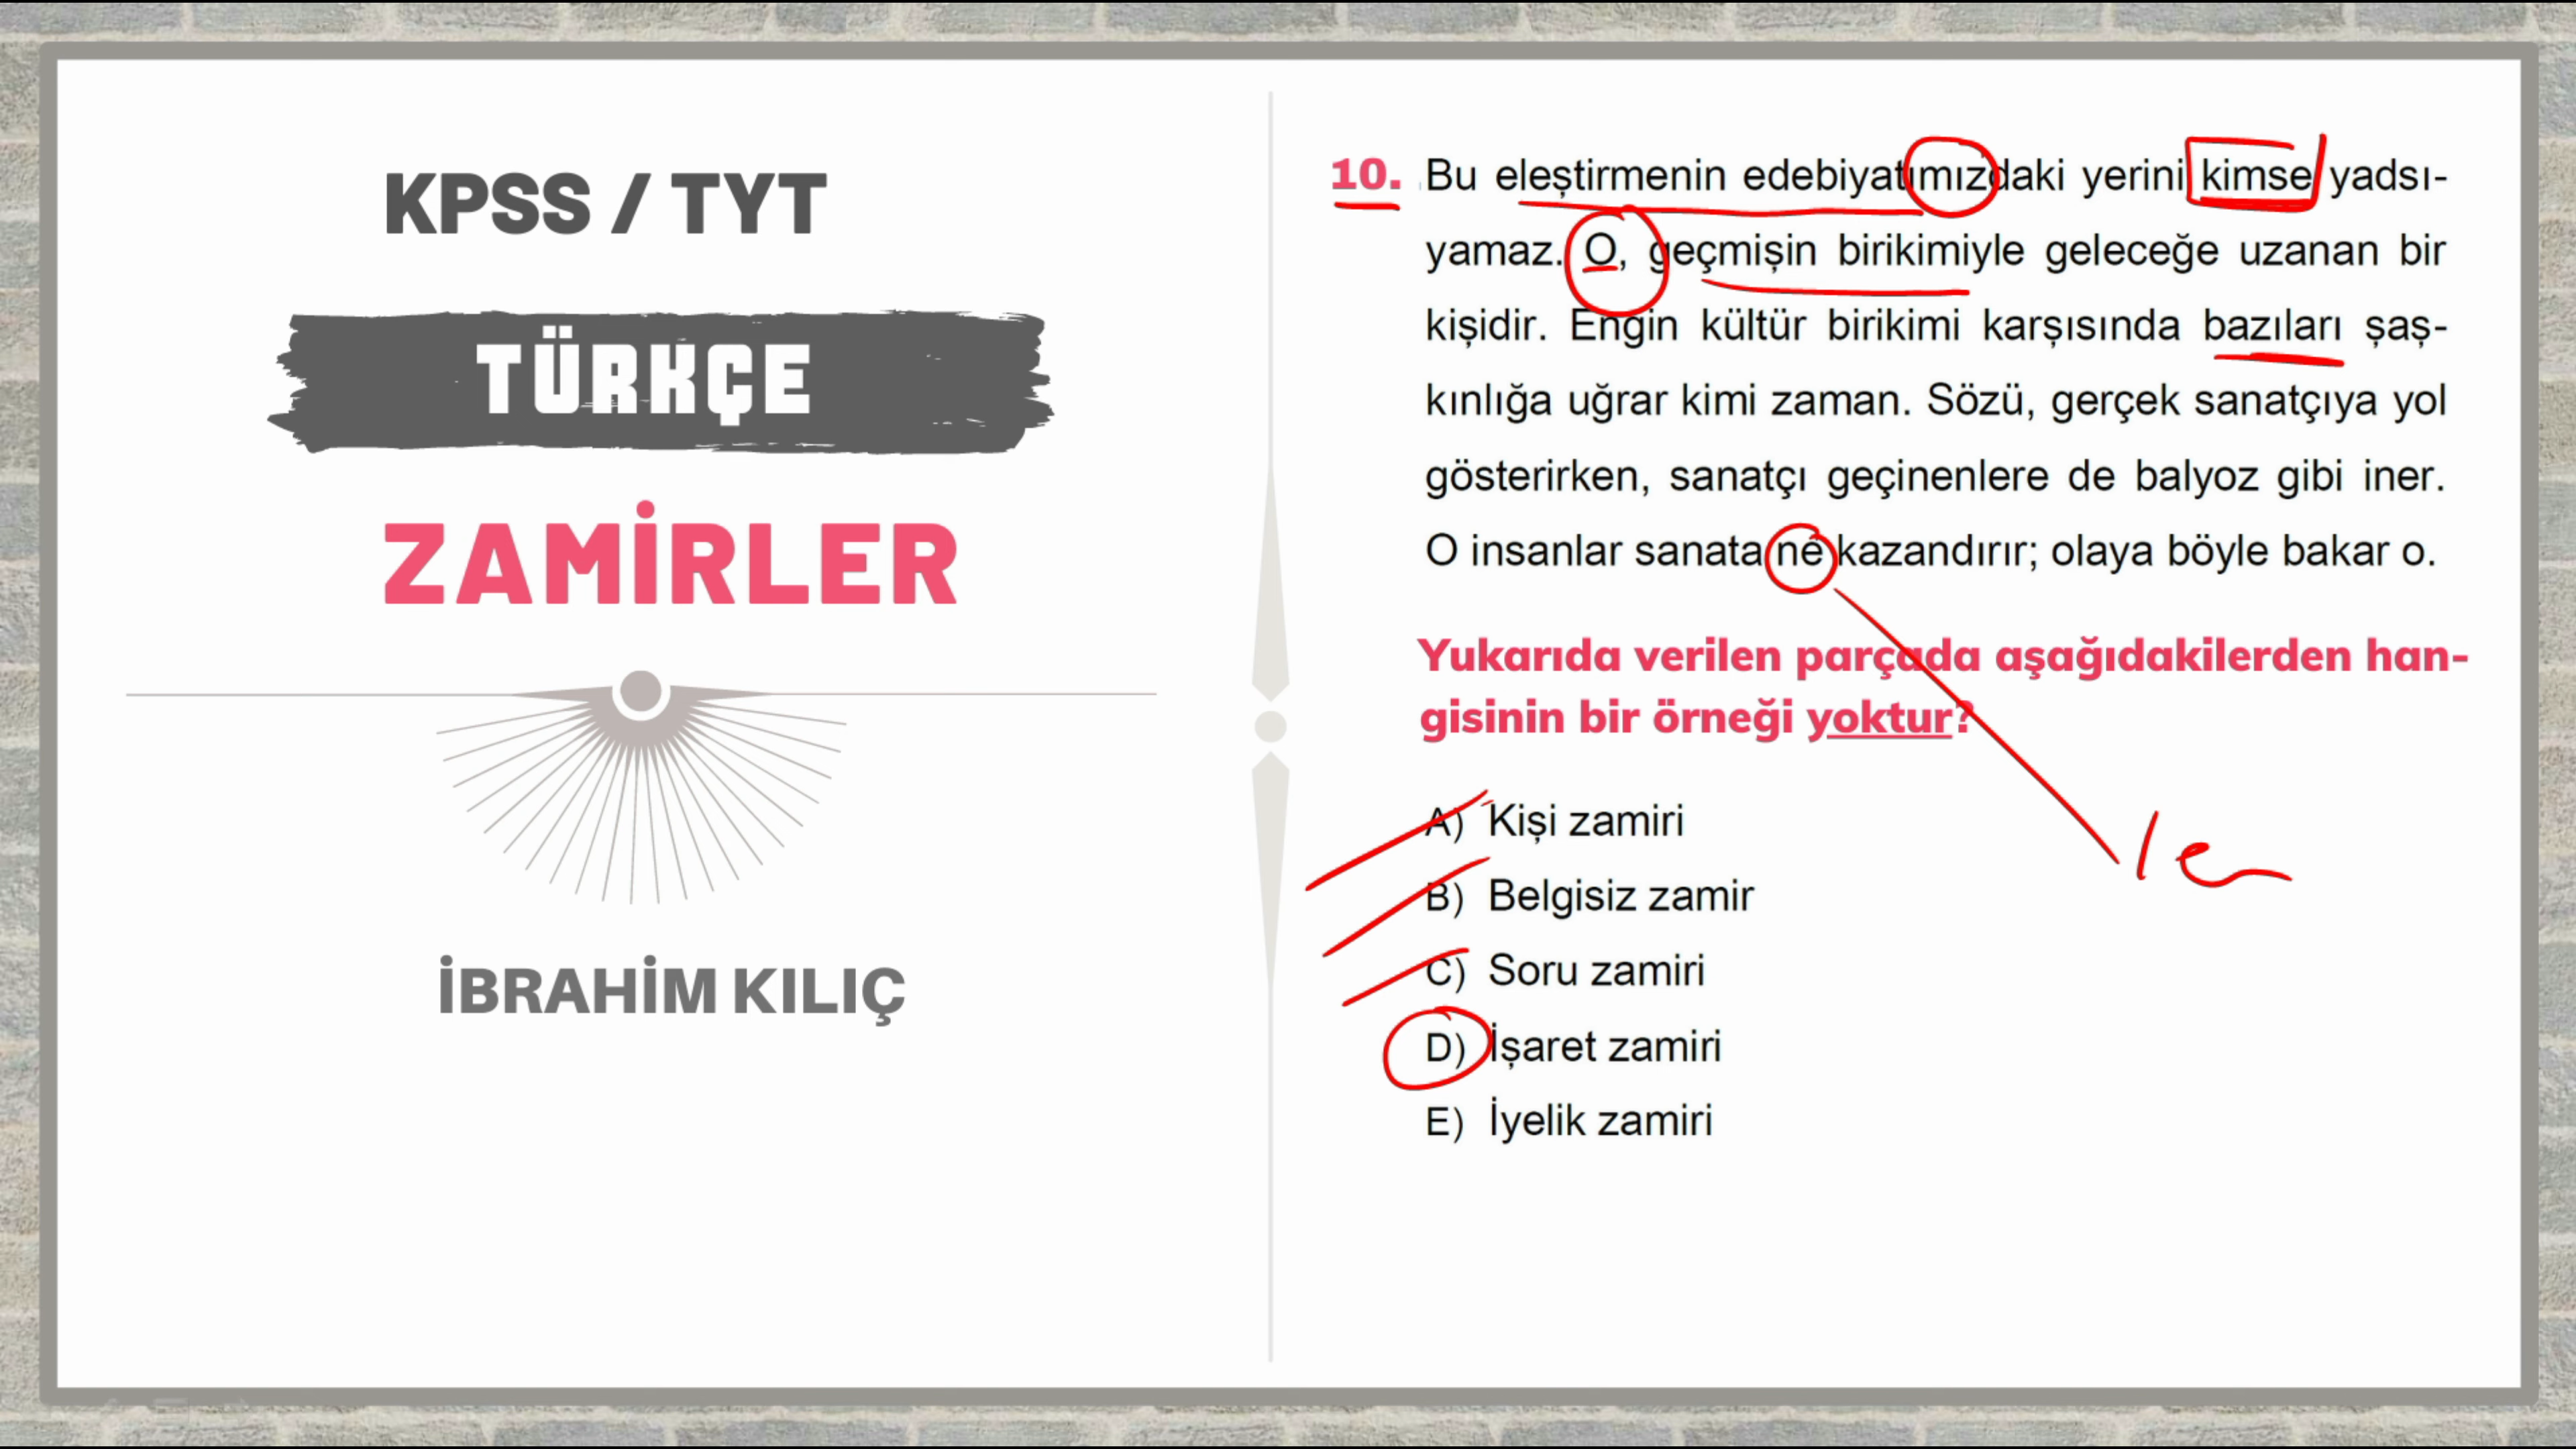 KPSS / TYT
TÜRKÇE
ZAMİRLER
İBRAHİM KILIÇ
10. Bu eleştirmenin edebiyatımızdaki yerini kimse yadsı-
yamaz. O, geçmişin birikimiyle geleceğe uzanan bir
kişidir. Engin kültür birikimi karşısında bazıları şaş-
kınlığa uğrar kimi zaman. Sözü, gerçek sanatçıya yol
gösterirken, sanatçı geçinenlere de balyoz gibi iner.
O insanlar sanata ne kazandırır; olaya böyle bakar o.
Yukarıda verilen parçada aşağıdakilerden han-
gisinin bir örneği yoktur?
A) Kişi zamiri
B) Belgisiz zamir
C) Soru zamiri
D) İşaret zamiri
E) İyelik zamiri